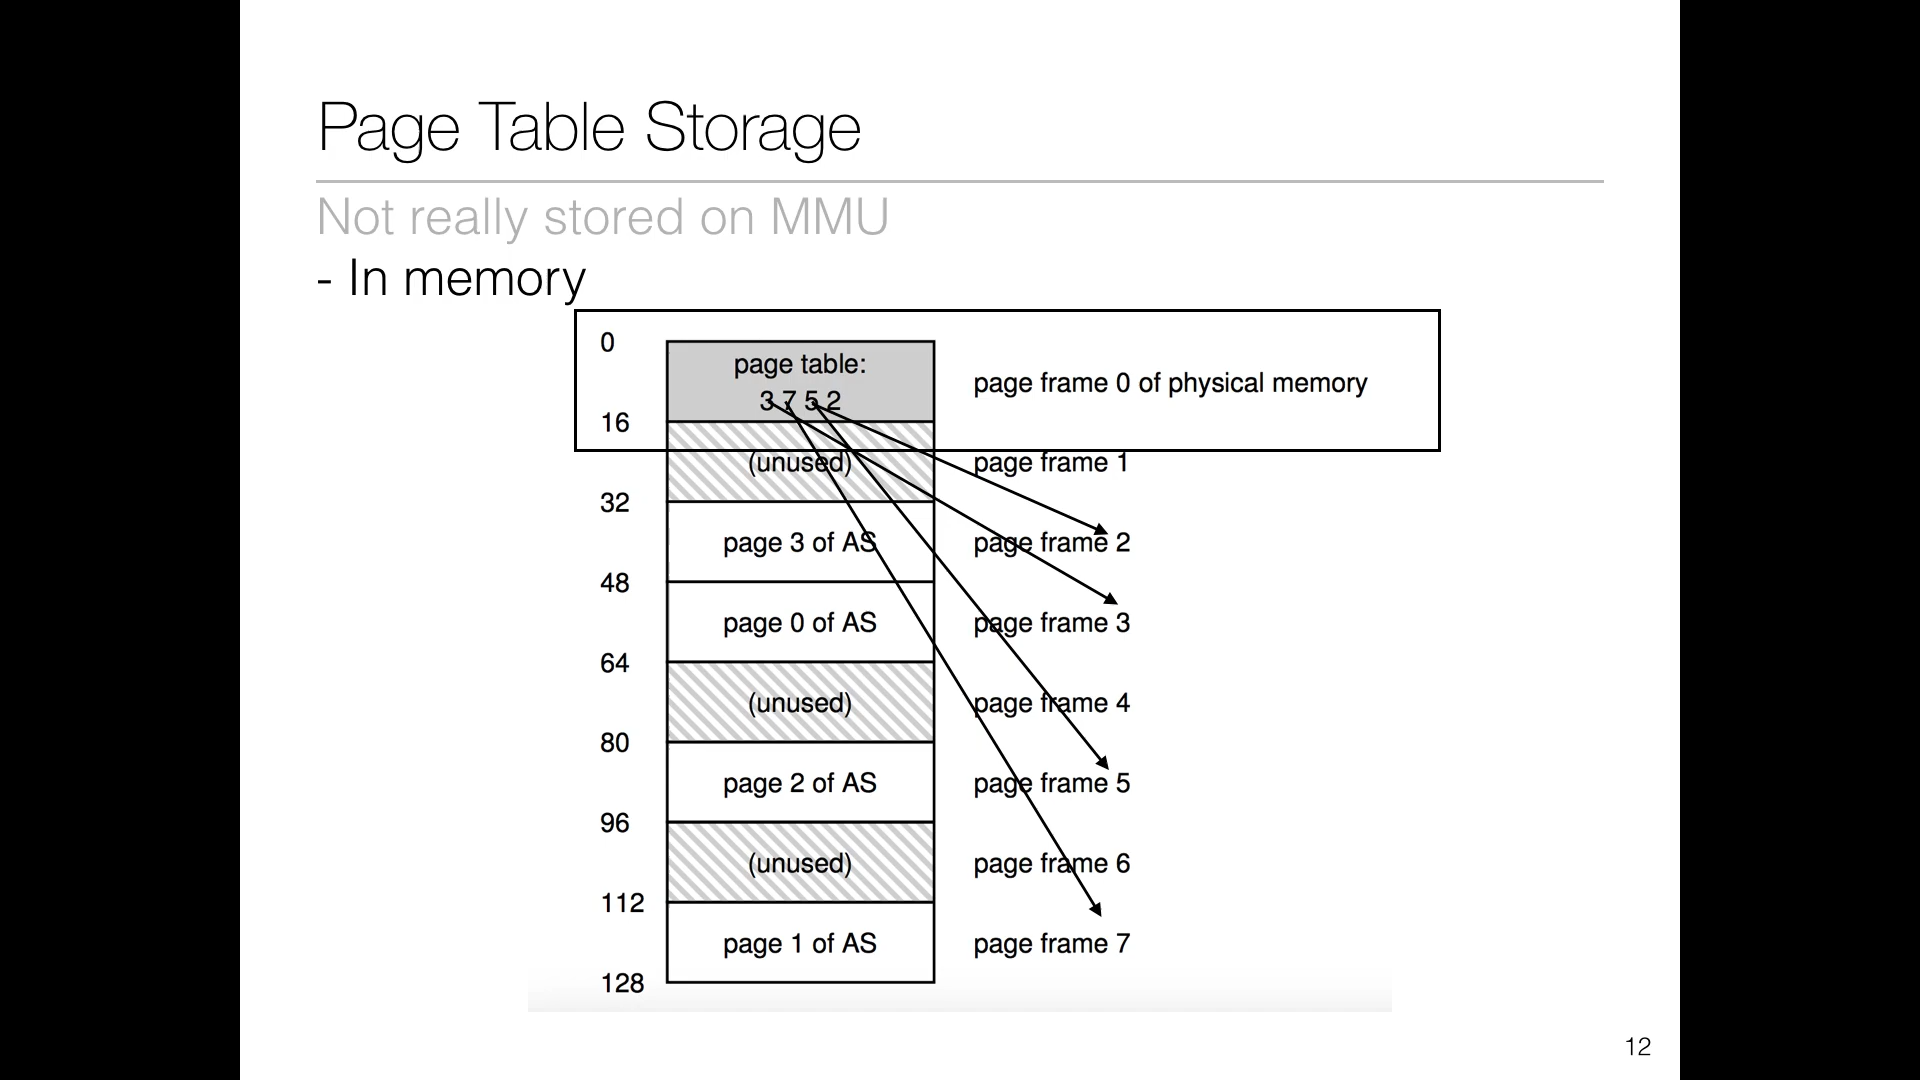 Page Table Storage
Not really stored on MMU
- In memory
0
page table:
page frame 0 of physical memory
3 7 5 2
16
(unused)
page frame 1
32
page 3 of AS
page frame 2
48
page 0 of AS
page frame 3
64
(unused)
page frame 4
80
page 2 of AS
page frame 5
96
(unused)
page frame 6
112
page 1 of AS
page frame 7
128
12